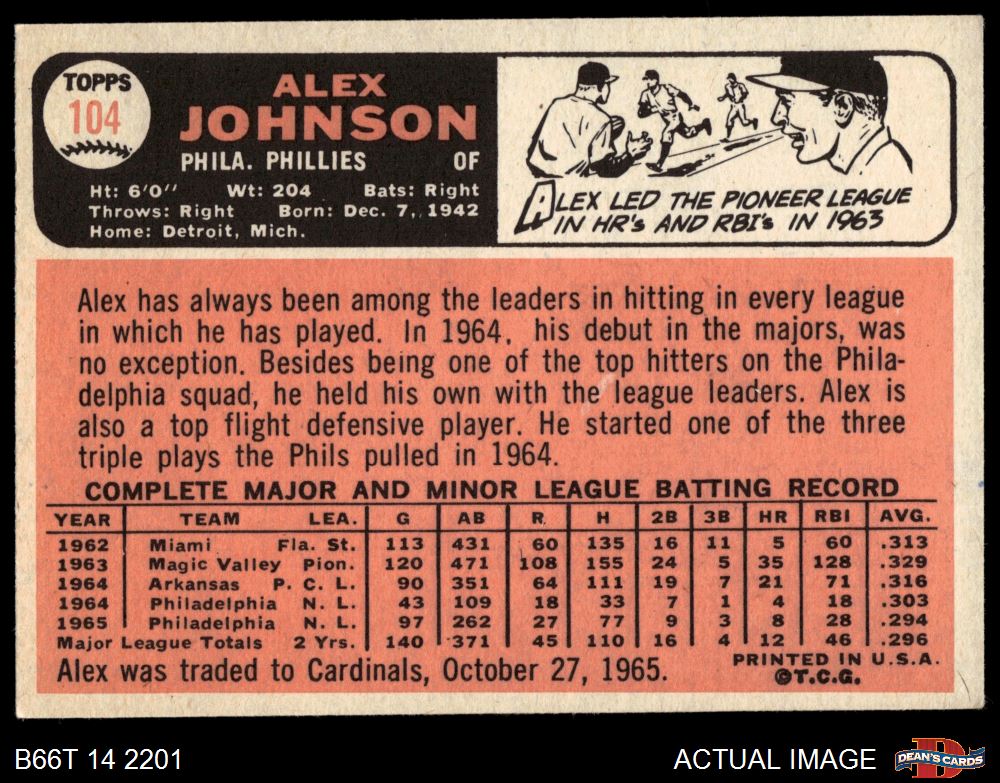 TOPPS
104
ALEX
JOHNSON
PHILA. PHILLIES OF
Ht: 6'0" Wt: 204 Bats: Right
Throws: Right Born: Dec. 7, 1942
Home: Detroit, Mich.
ALEX LED THE PIONEER LEAGUE
IN HR's AND RBI's IN 1963
Alex has always been among the leaders in hitting in every league
in which he has played. In 1964, his debut in the majors, was
no exception. Besides being one of the top hitters on the Phila-
delphia squad, he held his own with the league leaders. Alex is
also a top flight defensive player. He started one of the three
triple plays the Phils pulled in 1964.
COMPLETE MAJOR AND MINOR LEAGUE BATTING RECORD
YEAR TEAM LEA. G AB R. H 2B 3B HR RBI AVG.
1962 Miami Fla. St. 113 431 60 135 16 11 5 60 .313
1963 Magic Valley Pion. 120 471 108 155 24 5 35 128 .329
1964 Arkansas P. C. L. 90 351 64 111 19 7 21 71 .316
1964 Philadelphia N. L. 43 109 18 33 7 1 4 18 .303
1965 Philadelphia N. L. 97 262 27 77 9 3 8 28 .294
Major League Totals 2 Yrs. 140 371 45 110 16 4 12 46 .296
Alex was traded to Cardinals, October 27, 1965.
PRINTED IN U.S.A.
©T.C.G.
B66T 14 2201
ACTUAL IMAGE
D
DEAN'S CARDS